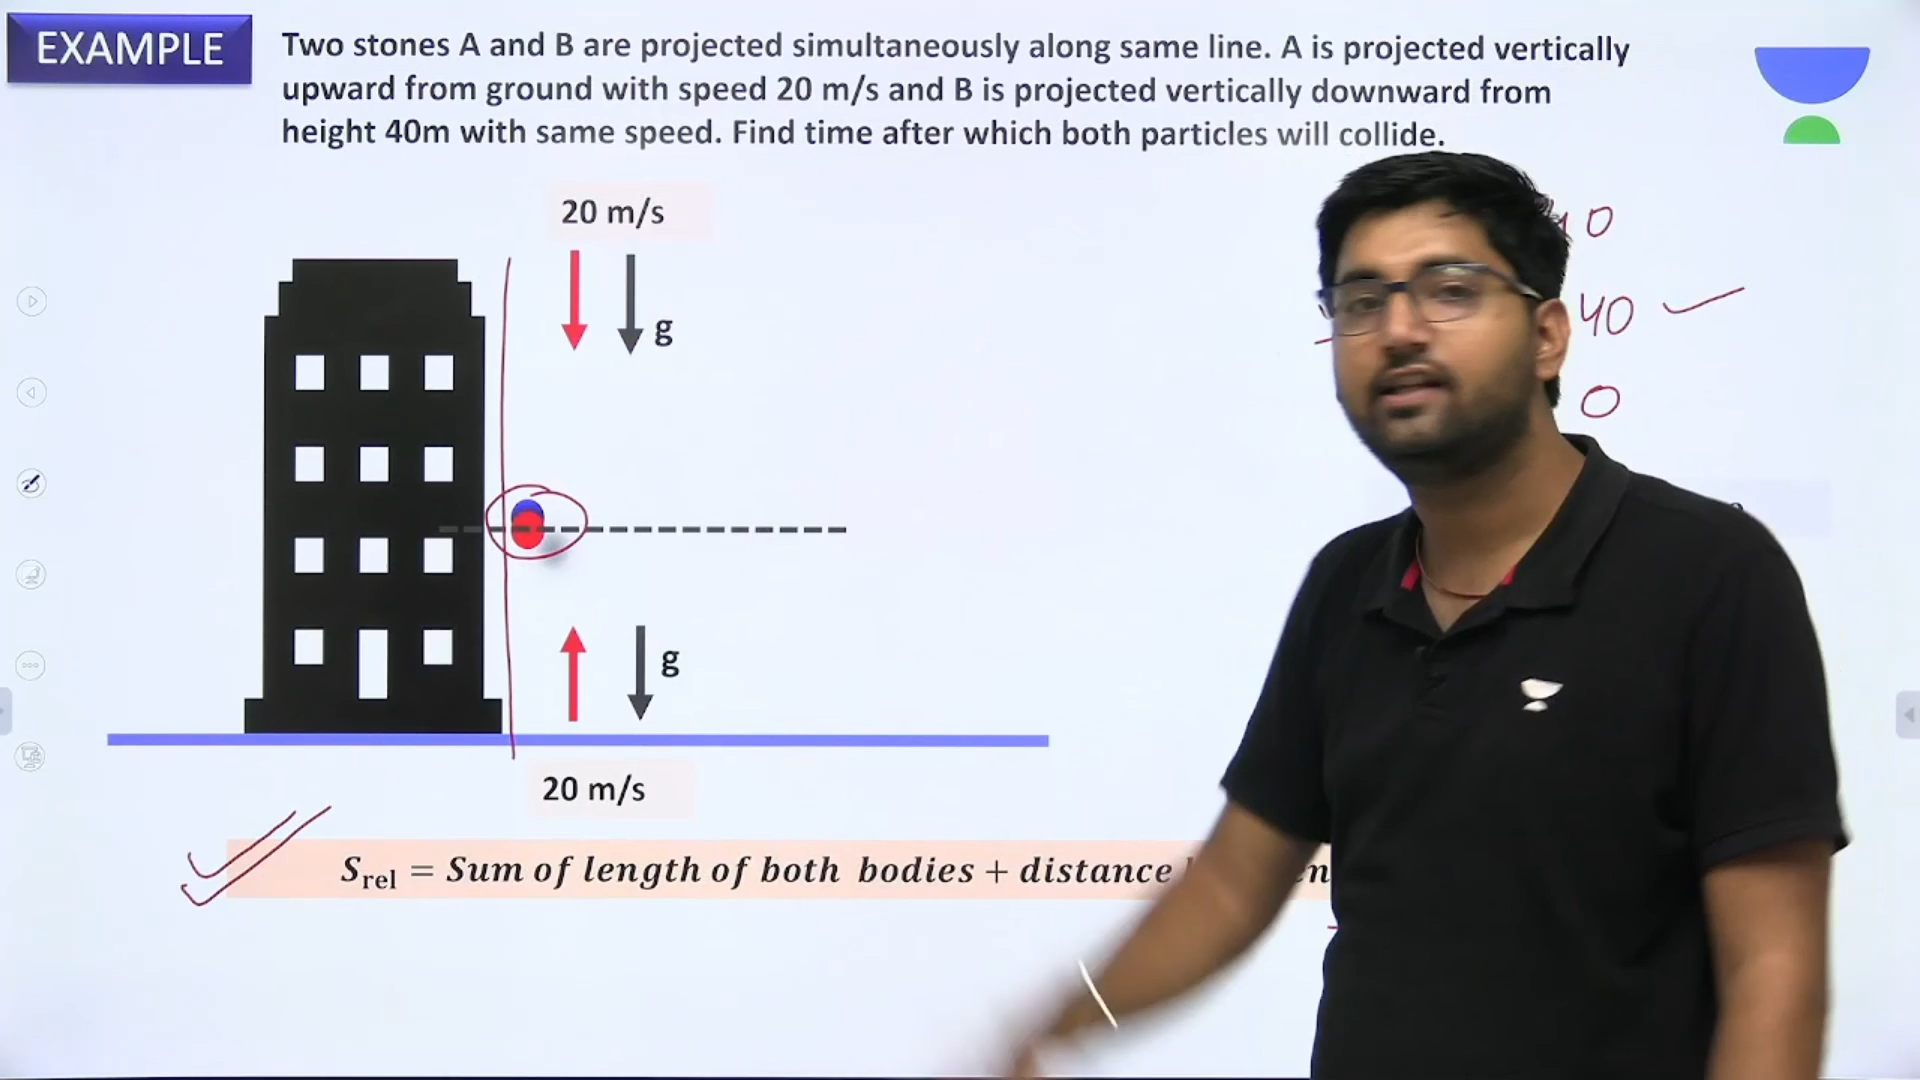 EXAMPLE
Two stones A and B are projected simultaneously along same line. A is projected vertically
upward from ground with speed 20 m/s and B is projected vertically downward from
height 40m with same speed. Find time after which both particles will collide.
20 m/s
g
0
40
0
g
20 m/s
S_rel = Sum of length of both bodies + distance